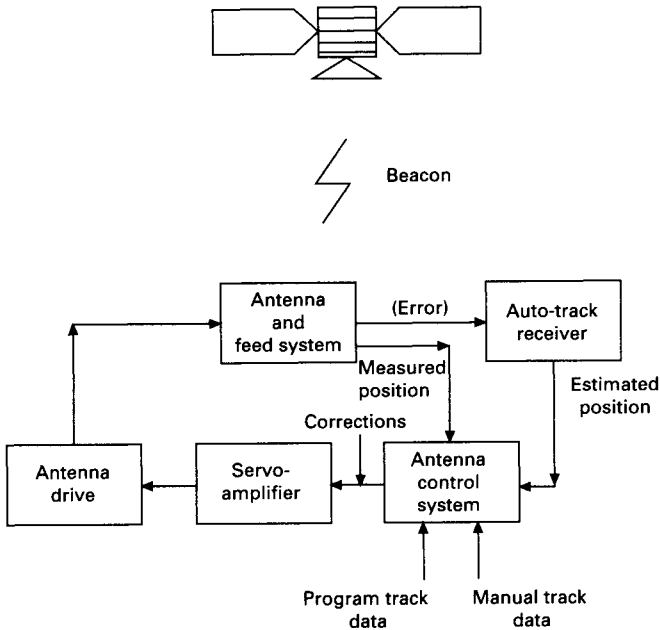 Beacon
Antenna
and
feed system
(Error)
Auto-track
receiver
Measured
position
Estimated
position
Corrections
Antenna
drive
Servo-
amplifier
Antenna
control
system
Program track
data
Manual track
data